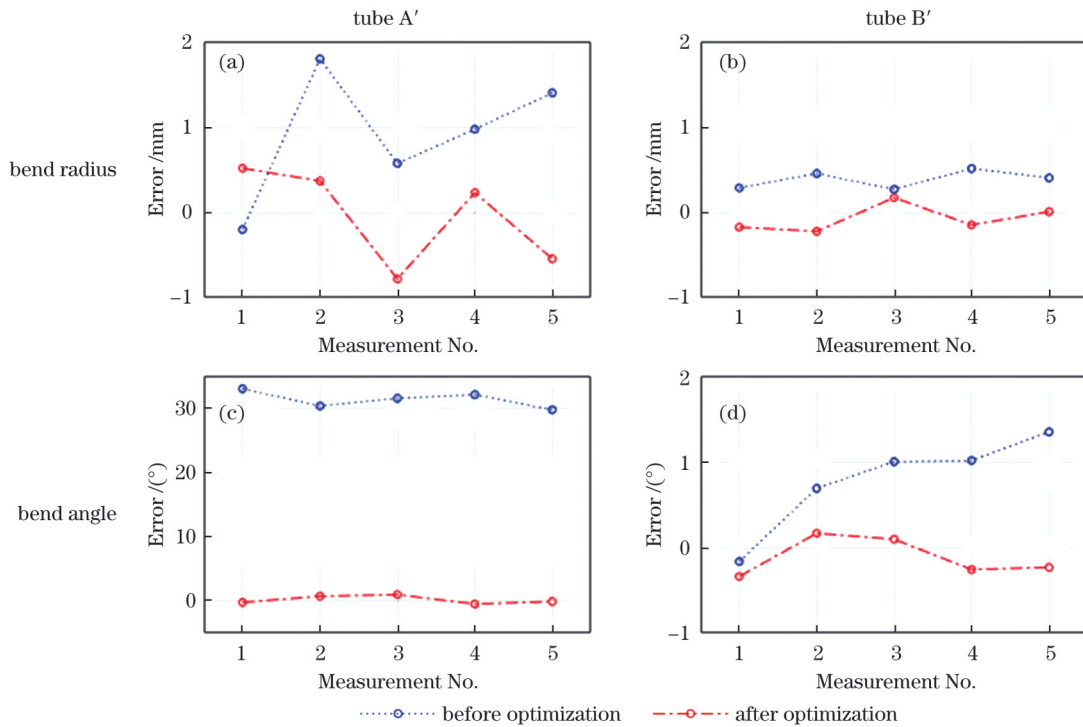 tube A′
tube B′
bend radius
(a)
Error /mm
2
1
0
−1
1 2 3 4 5
Measurement No.
(b)
Error /mm
2
1
0
−1
1 2 3 4 5
Measurement No.
bend angle
(c)
Error /(°)
30
20
10
0
1 2 3 4 5
Measurement No.
(d)
Error /(°)
2
1
0
−1
1 2 3 4 5
Measurement No.
before optimization
after optimization